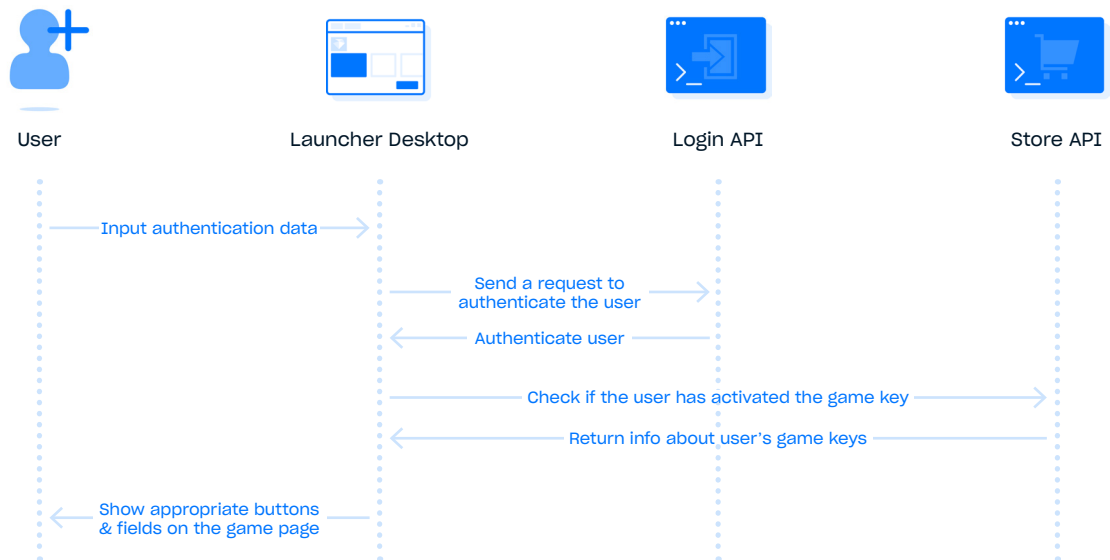 User
Launcher Desktop
Login API
Store API
Input authentication data
Send a request to
authenticate the user
Authenticate user
Check if the user has activated the game key
Return info about user’s game keys
Show appropriate buttons
& fields on the game page